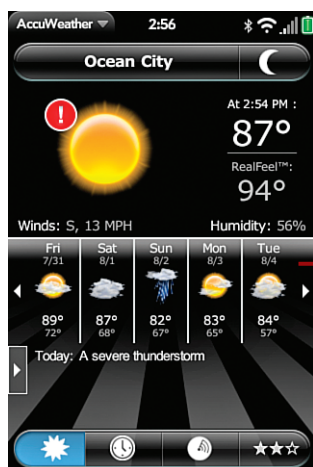 AccuWeather 2:56
Ocean City
!
At 2:54 PM :
87°
RealFeel™:
94°
Winds: S, 13 MPH Humidity: 56%
Fri Sat Sun Mon Tue
7/31 8/1 8/2 8/3 8/4
89° 87° 82° 83° 84°
72° 68° 67° 65° 57°
Today: A severe thunderstorm